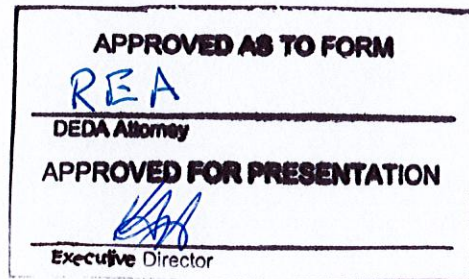 APPROVED AS TO FORM
REA
DEDA Attorney
APPROVED FOR PRESENTATION
Executive Director